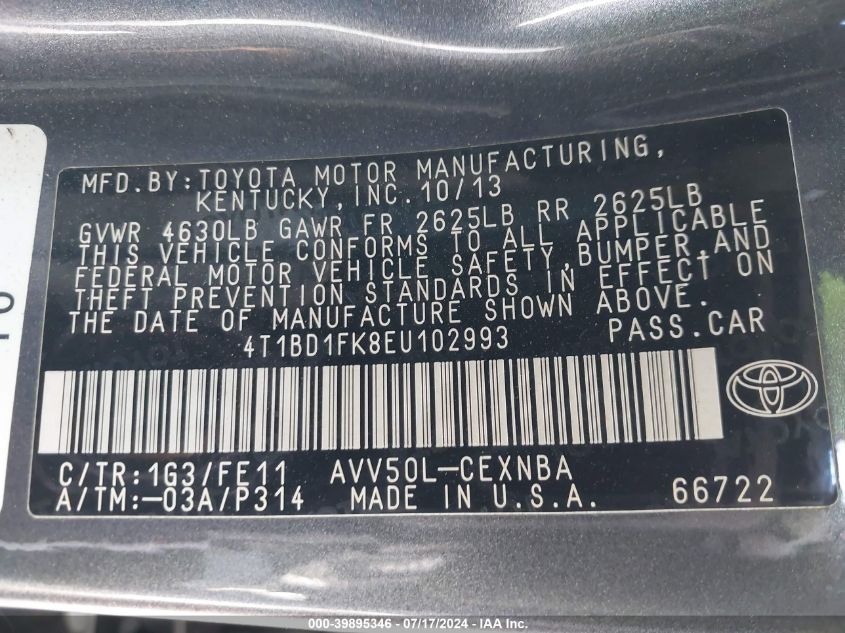 MFD.BY:TOYOTA MOTOR MANUFACTURING,
KENTUCKY,INC.10/13
GVWR 4630LB GAWR FR 2625LB RR 2625LB
THIS VEHICLE CONFORMS TO ALL APPLICABLE
FEDERAL MOTOR VEHICLE SAFETY,BUMPER,AND
THEFT PREVENTION STANDARDS IN EFFECT ON
THE DATE OF MANUFACTURE SHOWN ABOVE.
4T1BD1FK8EU102993 PASS.CAR
C/TR:1G3/FE11 AVV50L-CEXNBA
A/TM:-03A/P314 MADE IN U.S.A. 66722
000-39895346 - 07/17/2024 - IAA Inc.